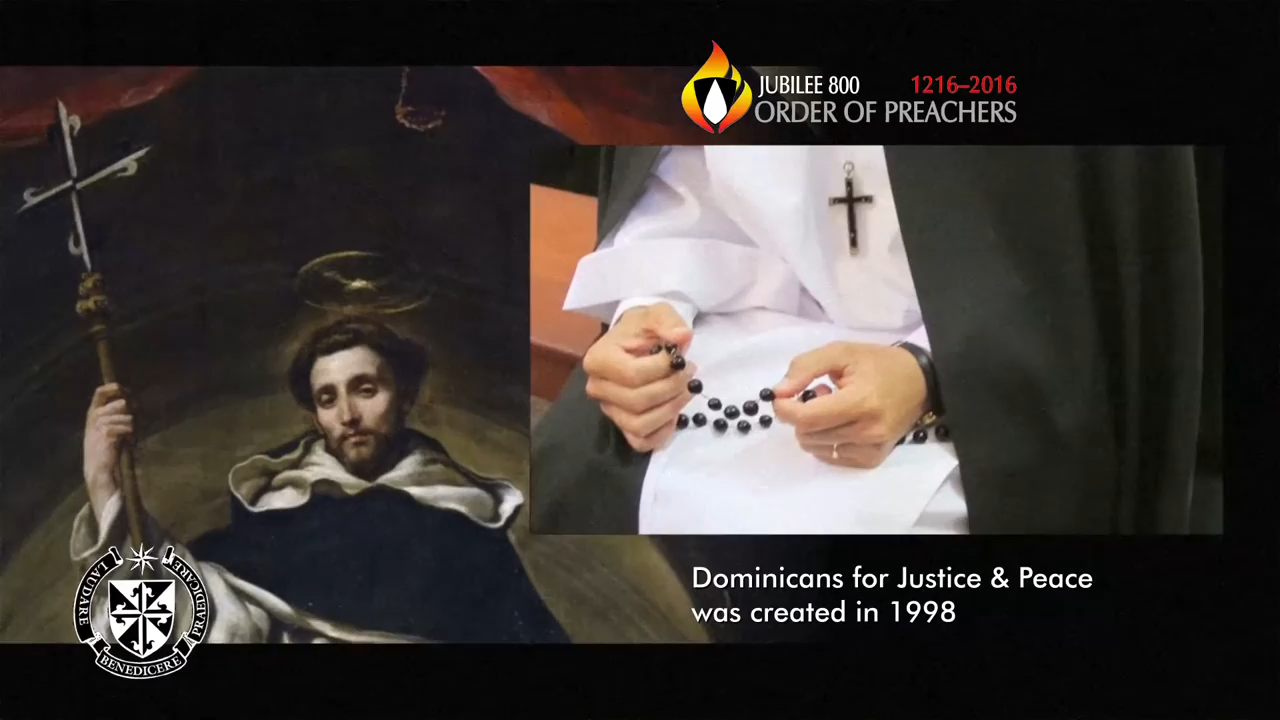 JUBILEE 800 1216–2016
ORDER OF PREACHERS
Dominicans for Justice & Peace
was created in 1998
LAUDARE
BENEDICERE
PRAEDICARE